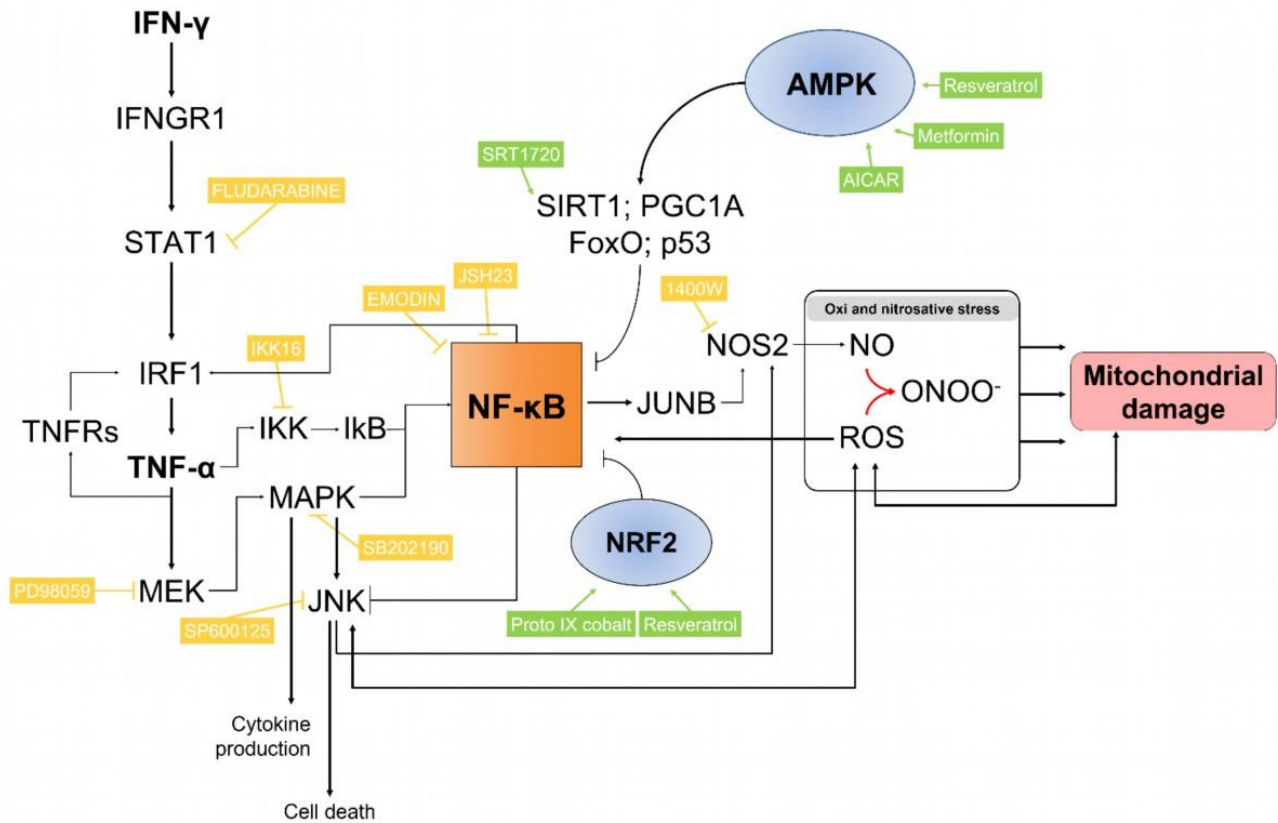 IFN-γ
IFNGR1
STAT1
FLUDARABINE
IRF1
TNFRs
TNF-α
IKK16
IKK
IkB
MAPK
SB202190
PD98059
MEK
SP600125
JNK
Cytokine
production
Cell death
EMODIN
JSH23
NF-κB
AMPK
Resveratrol
Metformin
AICAR
SRT1720
SIRT1; PGC1A
FoxO; p53
1400W
NOS2
JUNB
NRF2
Proto IX cobalt
Resveratrol
Oxi and nitrosative stress
NO
ONOO-
ROS
Mitochondrial
damage